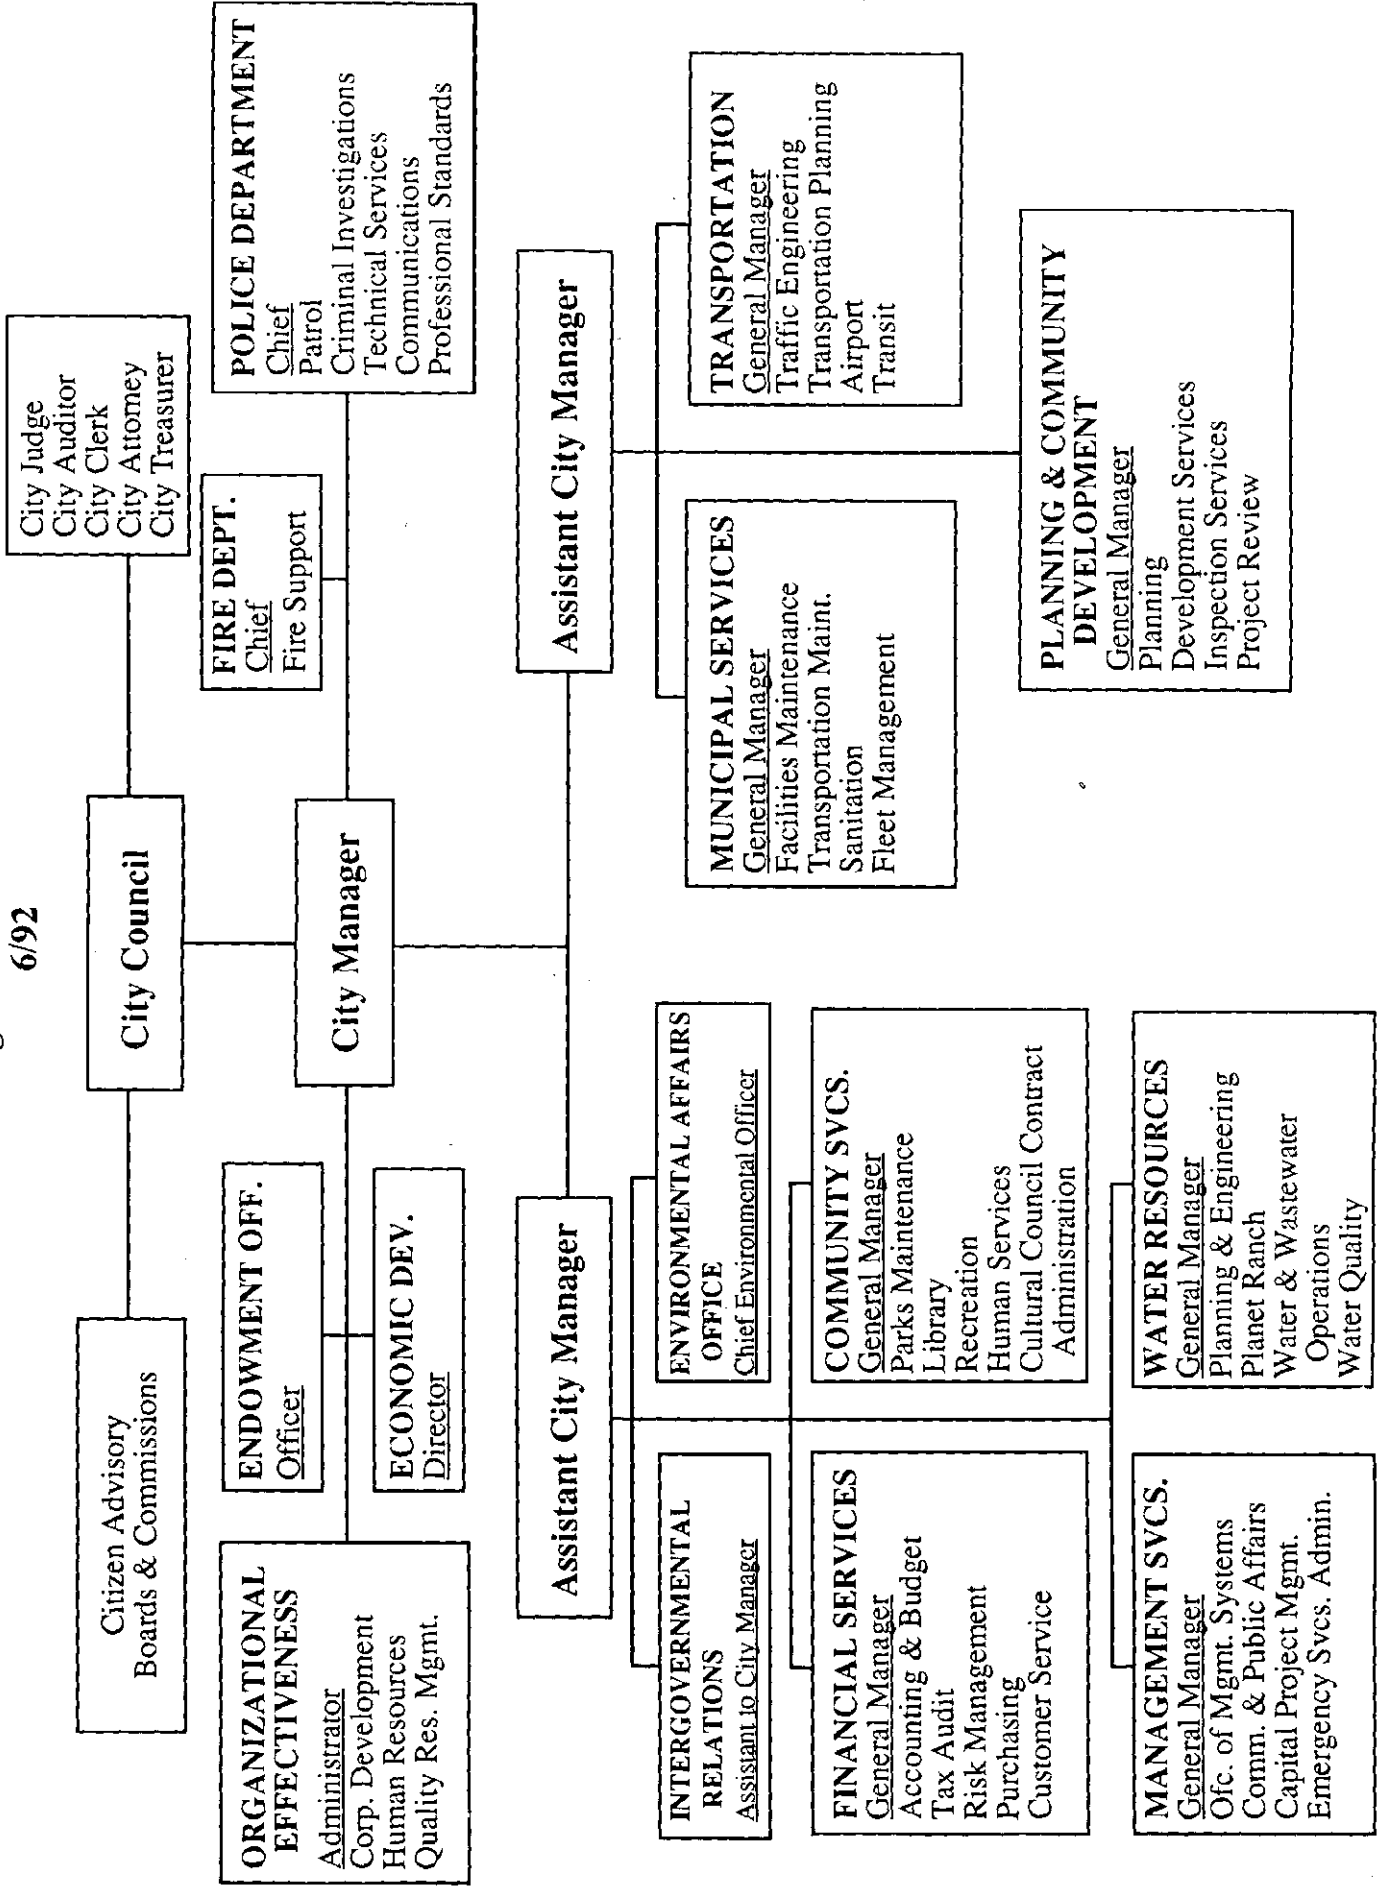 6/92
City Council
Citizen Advisory
Boards & Commissions
City Judge
City Auditor
City Clerk
City Attorney
City Treasurer
City Manager
ORGANIZATIONAL
EFFECTIVENESS
Administrator
Corp. Development
Human Resources
Quality Res. Mgmt.
ENDOWMENT OFF.
Officer
ECONOMIC DEV.
Director
FIRE DEPT.
Chief
Fire Support
POLICE DEPARTMENT
Chief
Patrol
Criminal Investigations
Technical Services
Communications
Professional Standards
Assistant City Manager
INTERGOVERNMENTAL
RELATIONS
Assistant to City Manager
ENVIRONMENTAL AFFAIRS
OFFICE
Chief Environmental Officer
FINANCIAL SERVICES
General Manager
Accounting & Budget
Tax Audit
Risk Management
Purchasing
Customer Service
COMMUNITY SVCS.
General Manager
Parks Maintenance
Library
Recreation
Human Services
Cultural Council Contract
Administration
MANAGEMENT SVCS.
General Manager
Ofc. of Mgmt. Systems
Comm. & Public Affairs
Capital Project Mgmt.
Emergency Svcs. Admin.
WATER RESOURCES
General Manager
Planning & Engineering
Planet Ranch
Water & Wastewater
Operations
Water Quality
Assistant City Manager
MUNICIPAL SERVICES
General Manager
Facilities Maintenance
Transportation Maint.
Sanitation
Fleet Management
TRANSPORTATION
General Manager
Traffic Engineering
Transportation Planning
Airport
Transit
PLANNING & COMMUNITY
DEVELOPMENT
General Manager
Planning
Development Services
Inspection Services
Project Review